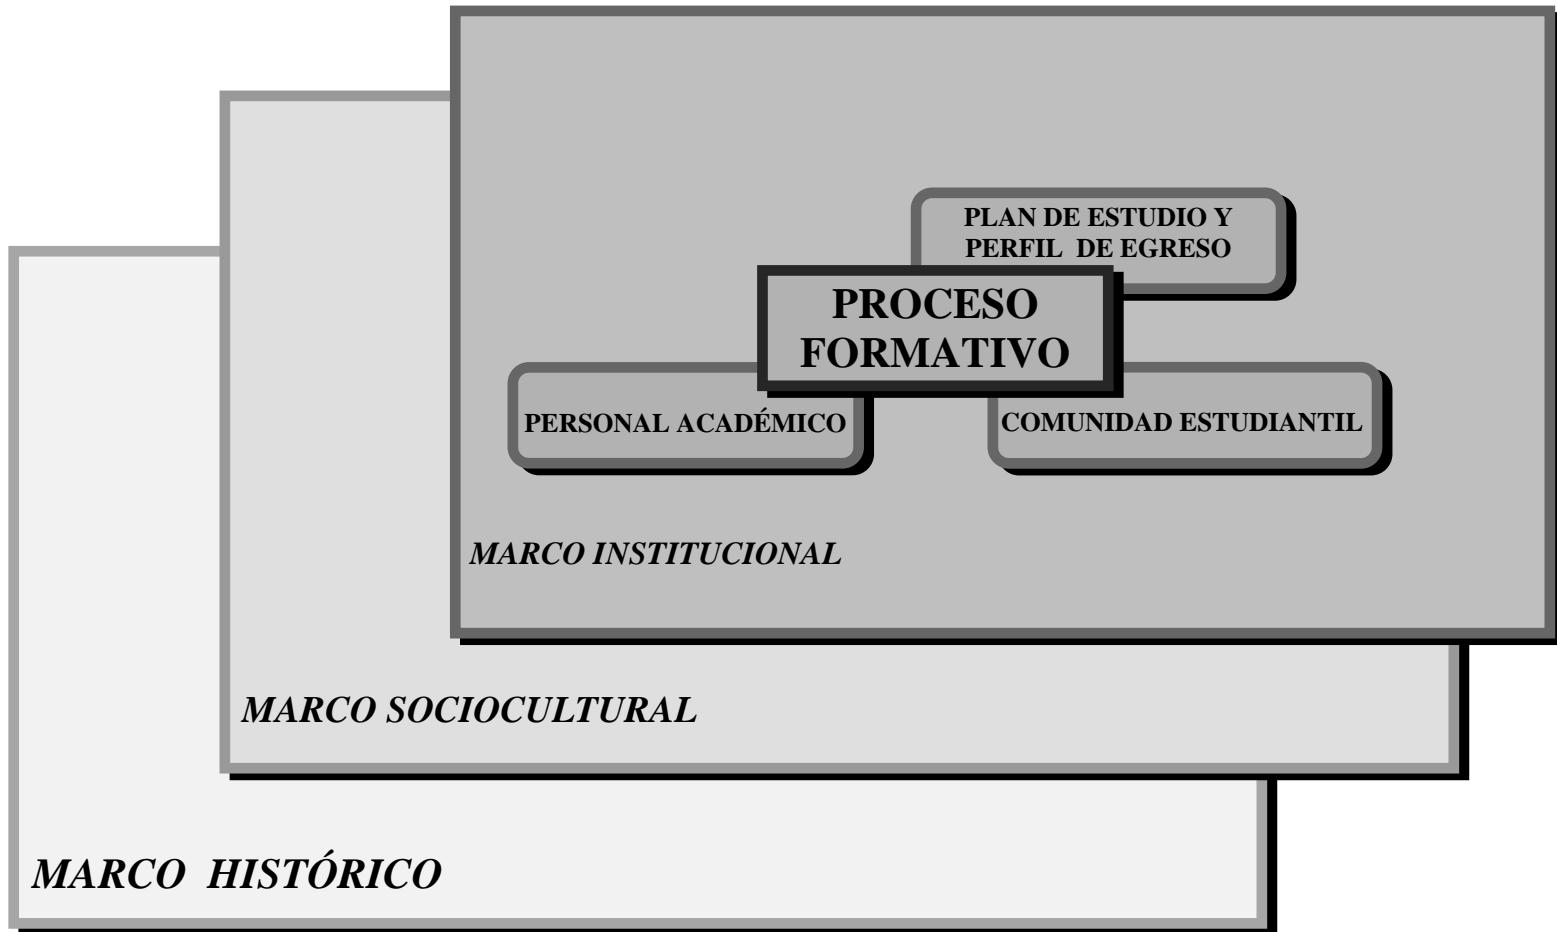 PLAN DE ESTUDIO Y
PERFIL DE EGRESO
PROCESO
FORMATIVO
PERSONAL ACADÉMICO
COMUNIDAD ESTUDIANTIL
MARCO INSTITUCIONAL
MARCO SOCIOCULTURAL
MARCO HISTÓRICO